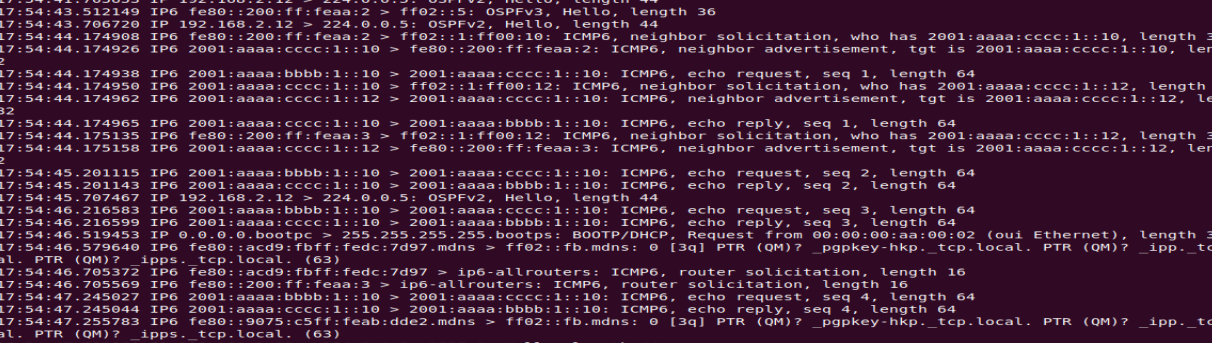 17:54:43.512149 IP6 fe80::200:ff:feaa:2 > ff02::5: OSPFv3, Hello, length 36
17:54:43.706720 IP 192.168.2.12 > 224.0.0.5: OSPFv2, Hello, length 44
17:54:44.174908 IP6 fe80::200:ff:feaa:2 > ff02::1:ff00:10: ICMP6, neighbor solicitation, who has 2001:aaaa:cccc:1::10, length 3
17:54:44.174926 IP6 2001:aaaa:cccc:1::10 > fe80::200:ff:feaa:2: ICMP6, neighbor advertisement, tgt is 2001:aaaa:cccc:1::10, len
2
17:54:44.174938 IP6 2001:aaaa:bbbb:1::10 > 2001:aaaa:cccc:1::10: ICMP6, echo request, seq 1, length 64
17:54:44.174950 IP6 2001:aaaa:cccc:1::10 > ff02::1:ff00:12: ICMP6, neighbor solicitation, who has 2001:aaaa:cccc:1::12, length
17:54:44.174962 IP6 2001:aaaa:cccc:1::12 > 2001:aaaa:cccc:1::10: ICMP6, neighbor advertisement, tgt is 2001:aaaa:cccc:1::12, le
32
17:54:44.174965 IP6 2001:aaaa:cccc:1::10 > 2001:aaaa:bbbb:1::10: ICMP6, echo reply, seq 1, length 64
17:54:44.175135 IP6 fe80::200:ff:feaa:3 > ff02::1:ff00:12: ICMP6, neighbor solicitation, who has 2001:aaaa:cccc:1::12, length 3
17:54:44.175158 IP6 2001:aaaa:cccc:1::12 > fe80::200:ff:feaa:3: ICMP6, neighbor advertisement, tgt is 2001:aaaa:cccc:1::12, len
2
17:54:45.201115 IP6 2001:aaaa:bbbb:1::10 > 2001:aaaa:cccc:1::10: ICMP6, echo request, seq 2, length 64
17:54:45.201143 IP6 2001:aaaa:cccc:1::10 > 2001:aaaa:bbbb:1::10: ICMP6, echo reply, seq 2, length 64
17:54:45.707467 IP 192.168.2.12 > 224.0.0.5: OSPFv2, Hello, length 44
17:54:46.216583 IP6 2001:aaaa:bbbb:1::10 > 2001:aaaa:cccc:1::10: ICMP6, echo request, seq 3, length 64
17:54:46.216599 IP6 2001:aaaa:cccc:1::10 > 2001:aaaa:bbbb:1::10: ICMP6, echo reply, seq 3, length 64
17:54:46.519453 IP 0.0.0.0.bootpc > 255.255.255.255.bootps: BOOTP/DHCP, Request from 00:00:00:aa:00:02 (oui Ethernet), length 3
17:54:46.579640 IP6 fe80::acd9:fbff:fedc:7d97.mdns > ff02::fb.mdns: 0 [3q] PTR (QM)? _pgpkey-hkp._tcp.local. PTR (QM)? _ipp._tc
al. PTR (QM)? _ipps._tcp.local. (63)
17:54:46.705372 IP6 fe80::acd9:fbff:fedc:7d97 > ip6-allrouters: ICMP6, router solicitation, length 16
17:54:46.705569 IP6 fe80::200:ff:feaa:3 > ip6-allrouters: ICMP6, router solicitation, length 16
17:54:47.245027 IP6 2001:aaaa:bbbb:1::10 > 2001:aaaa:cccc:1::10: ICMP6, echo request, seq 4, length 64
17:54:47.245044 IP6 2001:aaaa:cccc:1::10 > 2001:aaaa:bbbb:1::10: ICMP6, echo reply, seq 4, length 64
17:54:47.255783 IP6 fe80::9075:c5ff:feab:dde2.mdns > ff02::fb.mdns: 0 [3q] PTR (QM)? _pgpkey-hkp._tcp.local. PTR (QM)? _ipp._tc
al. PTR (QM)? _ipps._tcp.local. (63)